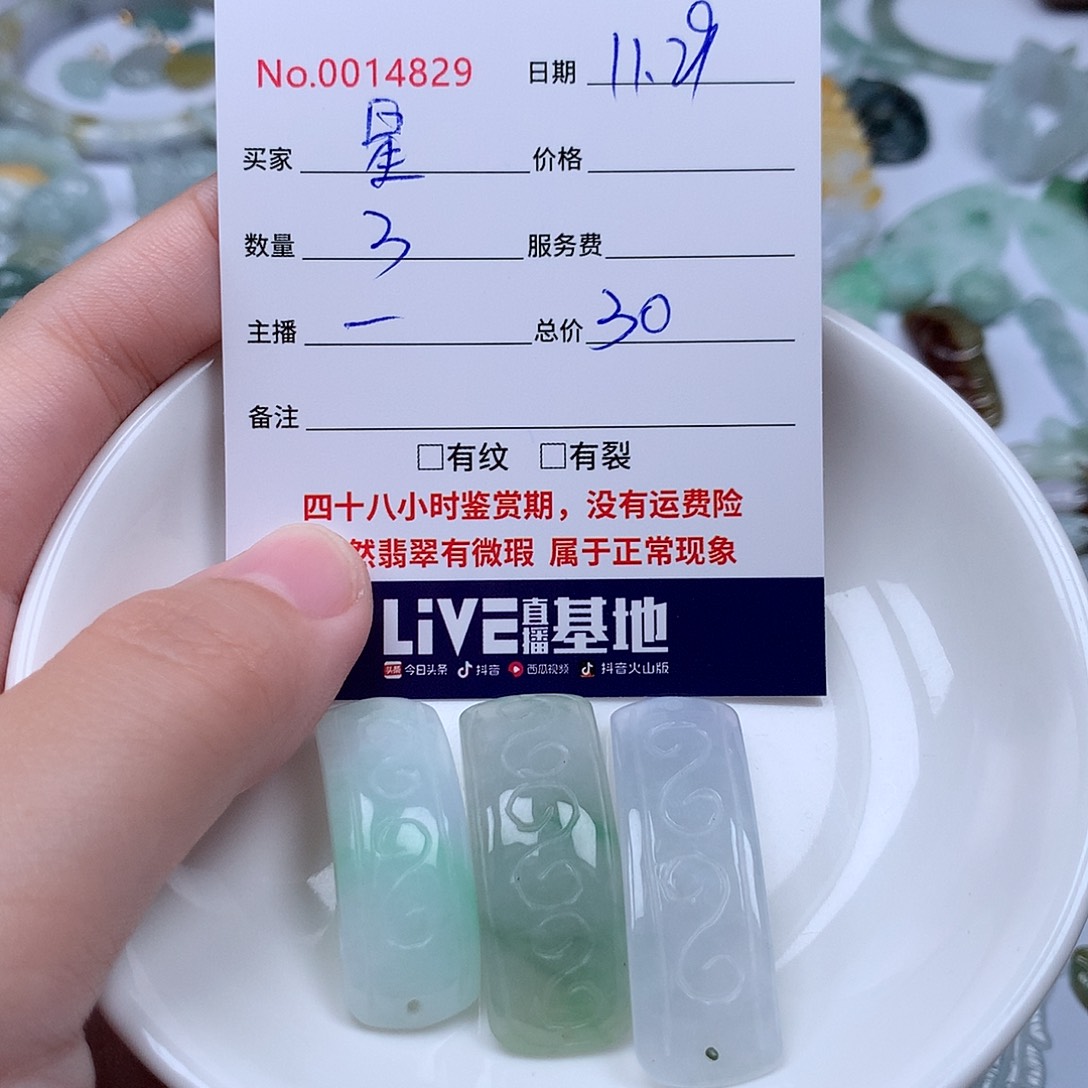 No.0014829 日期 11.29
买家 星 价格
数量 3 服务费
主播 一 总价 30
备注
□有纹 □有裂
四十八小时鉴赏期，没有运费险
然翡翠有微瑕 属于正常现象
LiVE直播基地
头条 今日头条 抖音 西瓜视频 抖音火山版